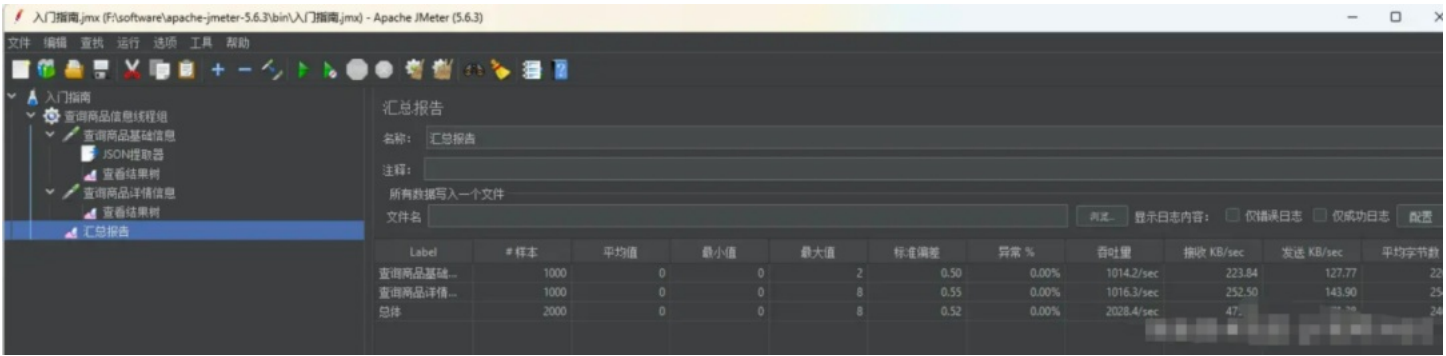 入门指南.jmx (F:\software\apache-jmeter-5.6.3\bin\入门指南.jmx) - Apache JMeter (5.6.3)
文件 编辑 查找 运行 选项 工具 帮助
入门指南
查询商品信息线程组
查询商品基础信息
JSON提取器
查看结果树
查询商品详情信息
查看结果树
汇总报告
汇总报告
名称： 汇总报告
注释：
所有数据写入一个文件
文件名 浏览... 显示日志内容： 仅错误日志 仅成功日志 配置
Label # 样本 平均值 最小值 最大值 标准偏差 异常 % 吞吐量 接收 KB/sec 发送 KB/sec 平均字节数
查询商品基础... 1000 0 0 2 0.50 0.00% 1014.2/sec 223.84 127.77
查询商品详情... 1000 0 0 8 0.55 0.00% 1016.3/sec 252.50 143.90
总体 2000 0 0 8 0.52 0.00% 2028.4/sec